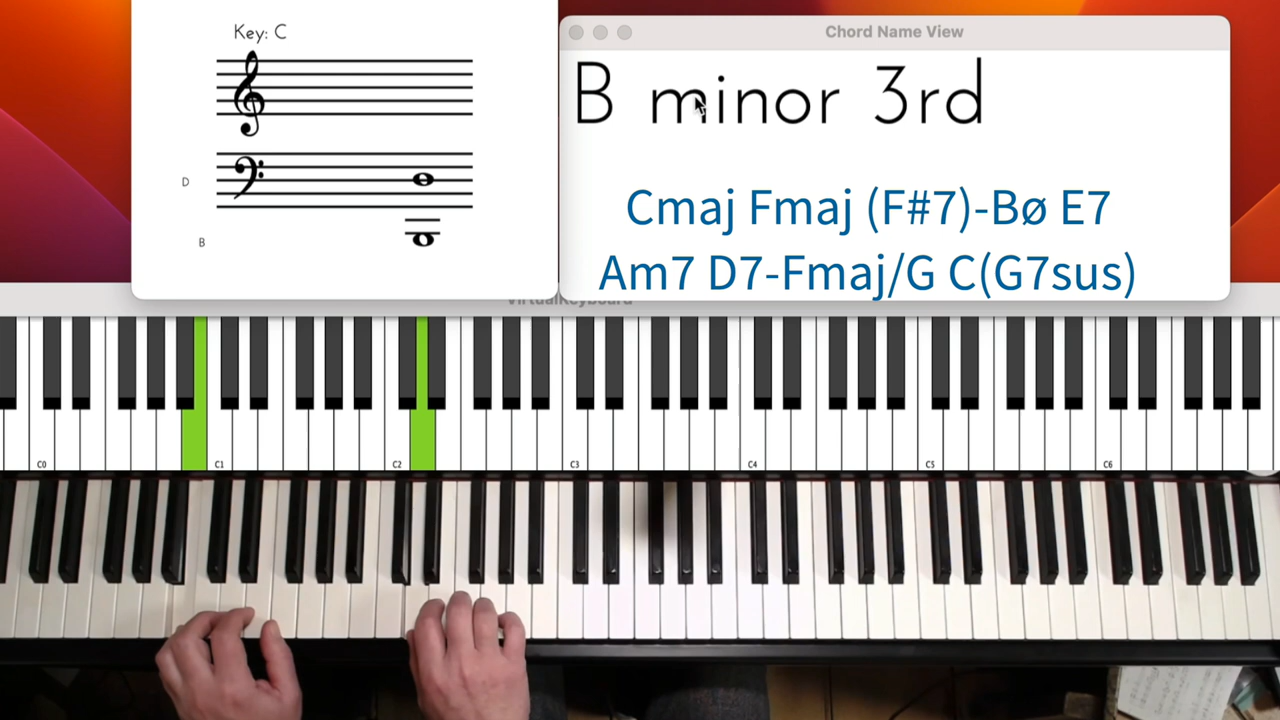 Key: C
D
B
Chord Name View
B minor 3rd
Cmaj Fmaj (F#7)-Bø E7
Am7 D7-Fmaj/G C(G7sus)
VirtualKeyboard
C0 C1 C2 C3 C4 C5 C6